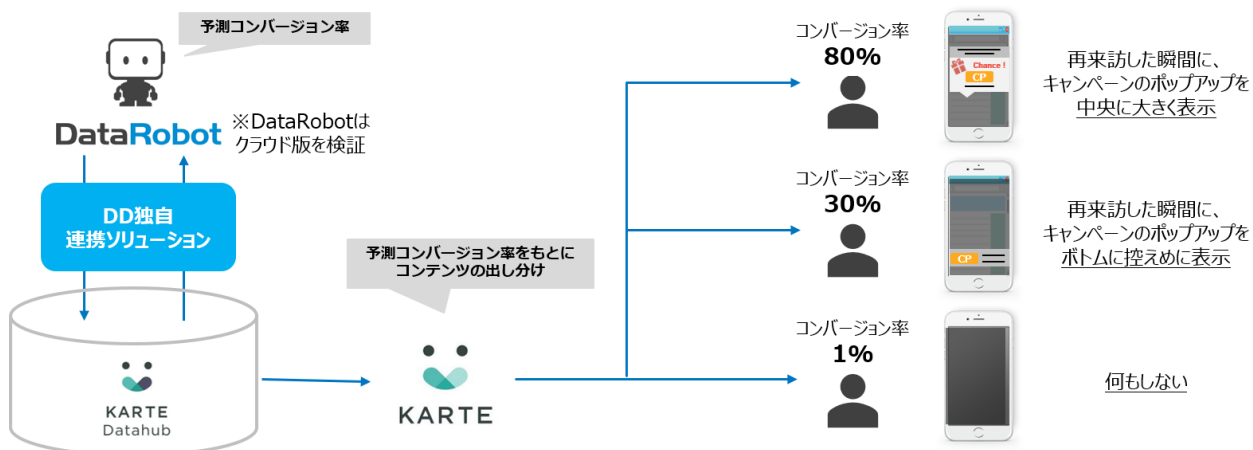 予測コンバージョン率
DataRobot
※DataRobotは
クラウド版を検証
DD独自
連携ソリューション
KARTE
Datahub
予測コンバージョン率をもとに
コンテンツの出し分け
KARTE
コンバージョン率
80%
Chance !
CP
再来訪した瞬間に、
キャンペーンのポップアップを
中央に大きく表示
コンバージョン率
30%
CP
再来訪した瞬間に、
キャンペーンのポップアップを
ボトムに控えめに表示
コンバージョン率
1%
何もしない